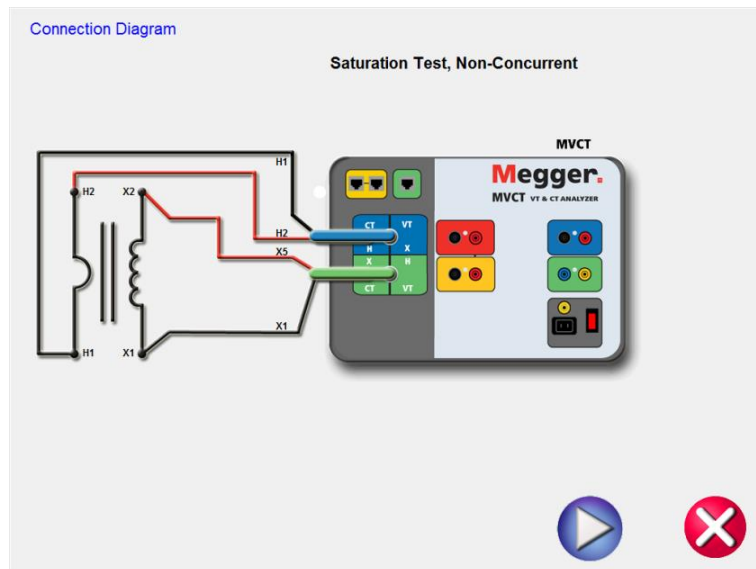 Connection Diagram
Saturation Test, Non-Concurrent
MVCT
Megger.
MVCT VT & CT ANALYZER
H1
H2
X2
H2
X5
X1
H1
X1
CT VT
H X
X H
CT VT